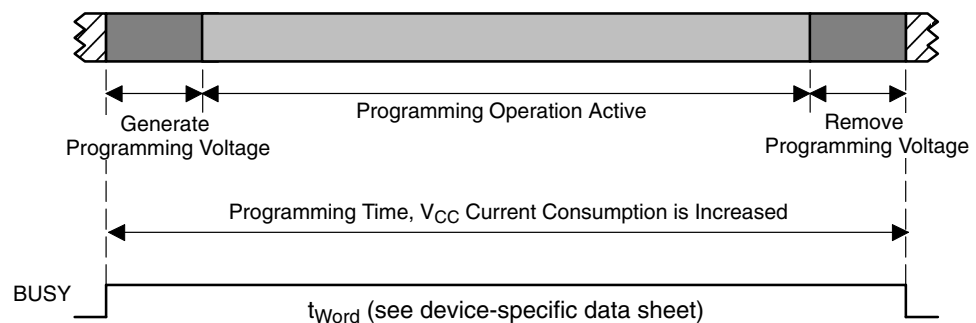 Generate
Programming Voltage
Programming Operation Active
Remove
Programming Voltage
Programming Time, VCC Current Consumption is Increased
BUSY
tWord (see device-specific data sheet)